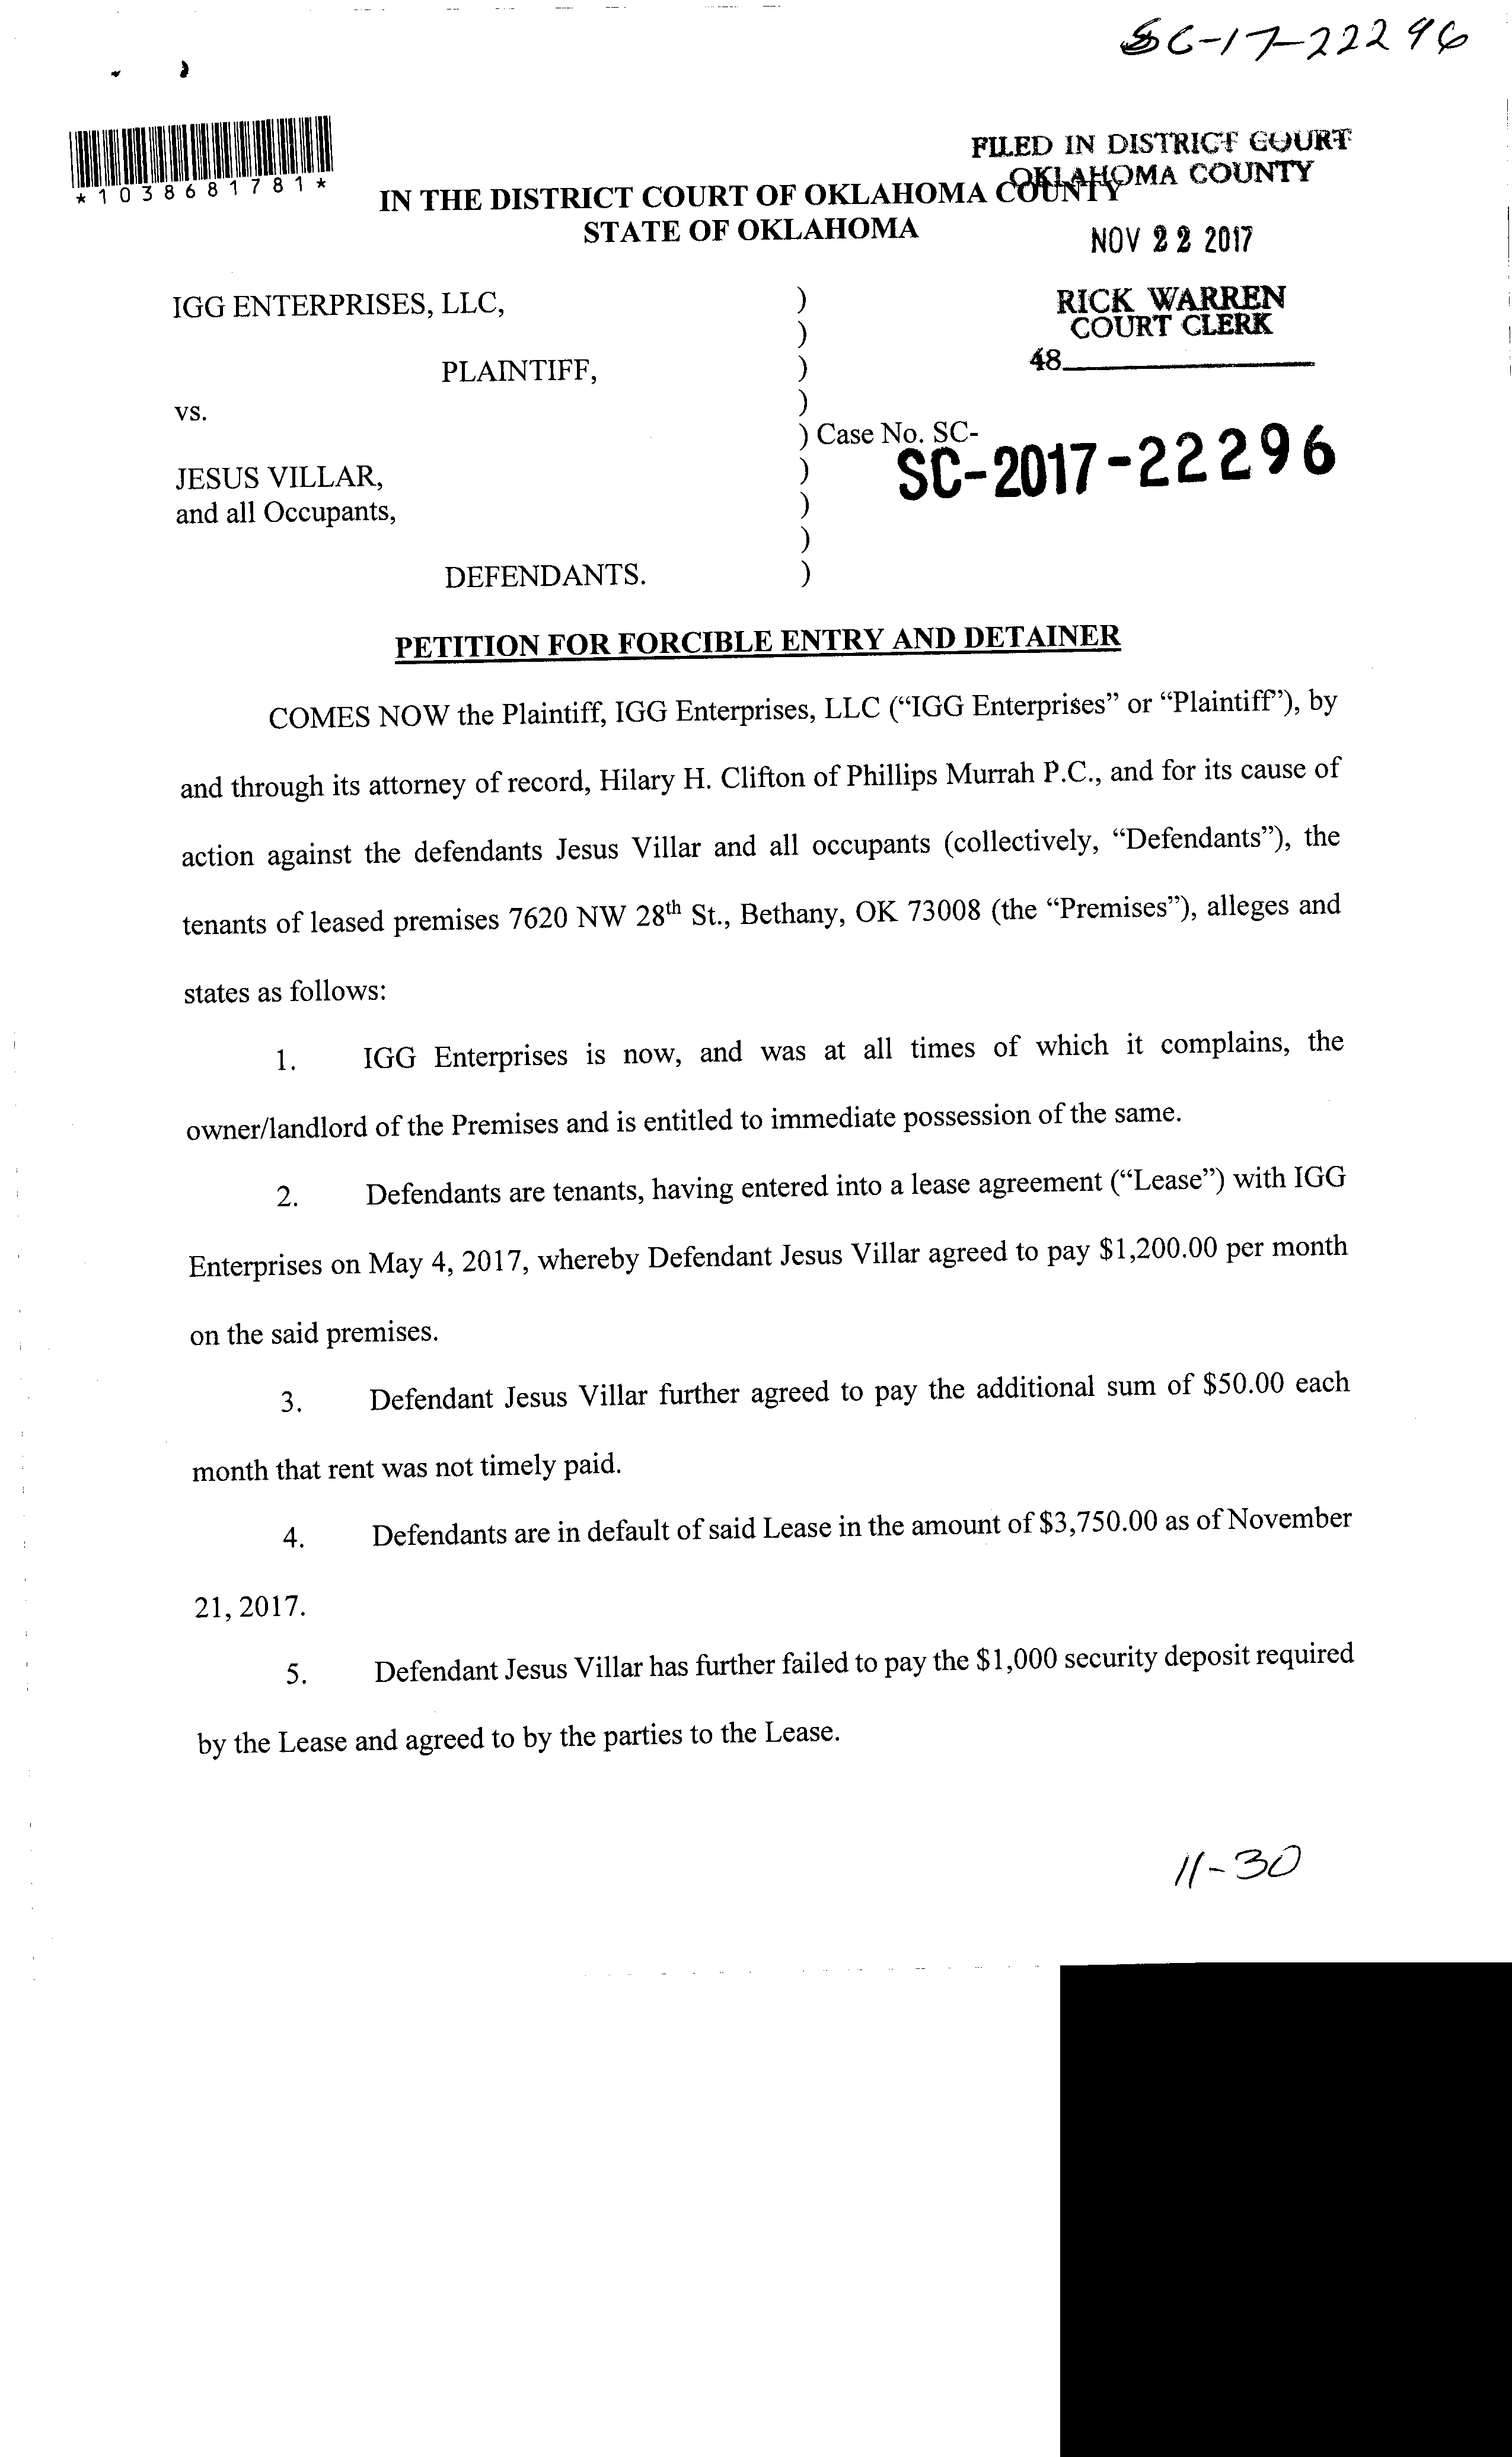 SC-17-22296
*1038681781*
FILED IN DISTRICT COURT
OKLAHOMA COUNTY
IN THE DISTRICT COURT OF OKLAHOMA COUNTY
STATE OF OKLAHOMA
NOV 22 2017
RICK WARREN
COURT CLERK
48
IGG ENTERPRISES, LLC, )
)
PLAINTIFF, )
vs. )
) Case No. SC-
SC-2017-22296
JESUS VILLAR, )
and all Occupants, )
)
DEFENDANTS. )
PETITION FOR FORCIBLE ENTRY AND DETAINER
COMES NOW the Plaintiff, IGG Enterprises, LLC (“IGG Enterprises” or “Plaintiff”), by
and through its attorney of record, Hilary H. Clifton of Phillips Murrah P.C., and for its cause of
action against the defendants Jesus Villar and all occupants (collectively, “Defendants”), the
tenants of leased premises 7620 NW 28th St., Bethany, OK 73008 (the “Premises”), alleges and
states as follows:
1. IGG Enterprises is now, and was at all times of which it complains, the
owner/landlord of the Premises and is entitled to immediate possession of the same.
2. Defendants are tenants, having entered into a lease agreement (“Lease”) with IGG
Enterprises on May 4, 2017, whereby Defendant Jesus Villar agreed to pay $1,200.00 per month
on the said premises.
3. Defendant Jesus Villar further agreed to pay the additional sum of $50.00 each
month that rent was not timely paid.
4. Defendants are in default of said Lease in the amount of $3,750.00 as of November
21, 2017.
5. Defendant Jesus Villar has further failed to pay the $1,000 security deposit required
by the Lease and agreed to by the parties to the Lease.
11-30